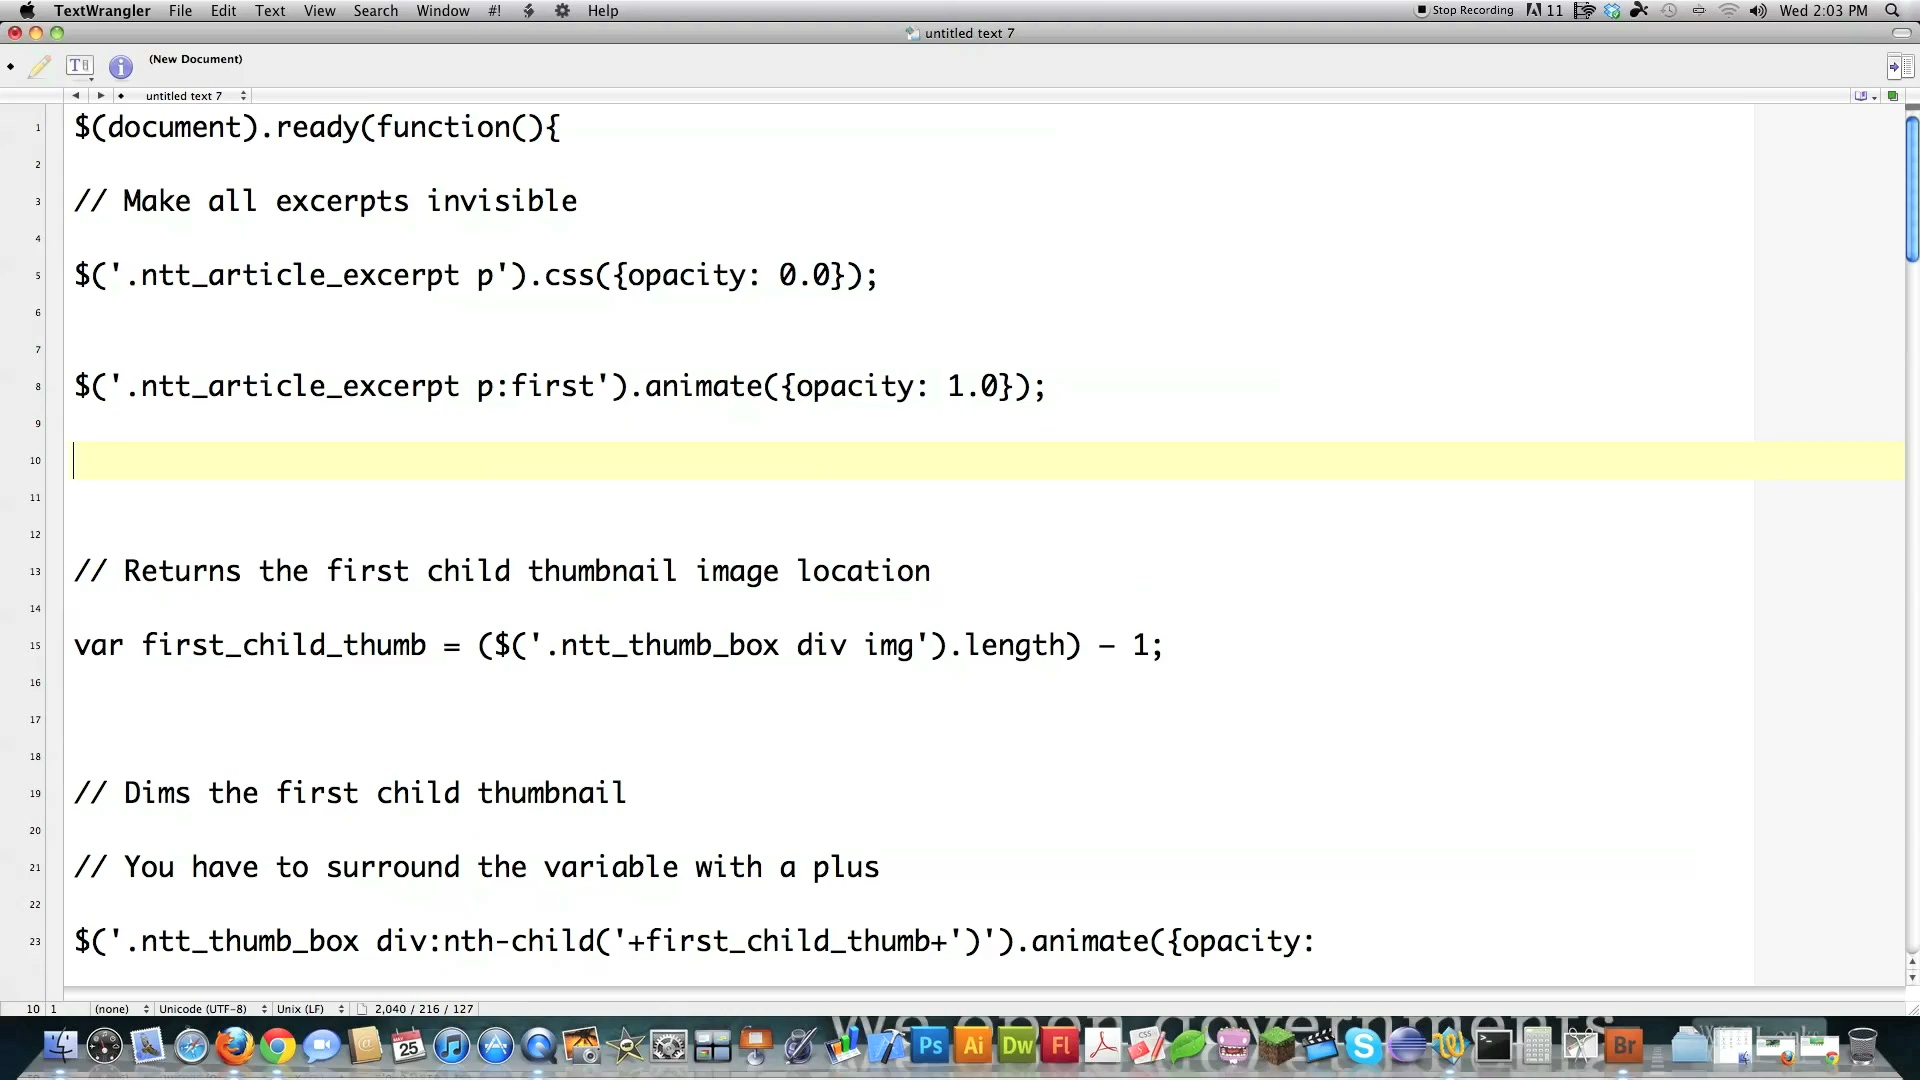 TextWrangler File Edit Text View Search Window #! Help Stop Recording 11 Wed 2:03 PM
untitled text 7
(New Document)
untitled text 7
1 $(document).ready(function(){
2
3 // Make all excerpts invisible
4
5 $('.ntt_article_excerpt p').css({opacity: 0.0});
6
7
8 $('.ntt_article_excerpt p:first').animate({opacity: 1.0});
9
10
11
12
13 // Returns the first child thumbnail image location
14
15 var first_child_thumb = ($('.ntt_thumb_box div img').length) - 1;
16
17
18
19 // Dims the first child thumbnail
20
21 // You have to surround the variable with a plus
22
23 $('.ntt_thumb_box div:nth-child('+first_child_thumb+')').animate({opacity:
10 1 (none) Unicode (UTF-8) Unix (LF) 2,040 / 216 / 127
25 Ps Ai Dw Fl CSS Br